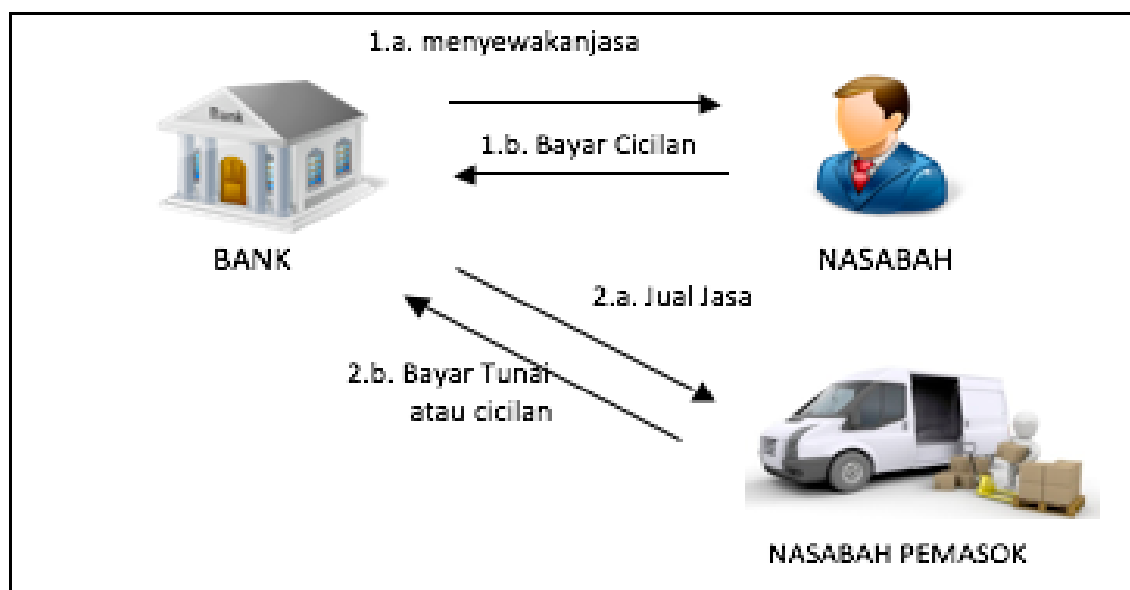 1.a. menyewakanjasa
Bank
1.b. Bayar Cicilan
BANK
NASABAH
2.a. Jual Jasa
2.b. Bayar Tunai
atau cicilan
NASABAH PEMASOK